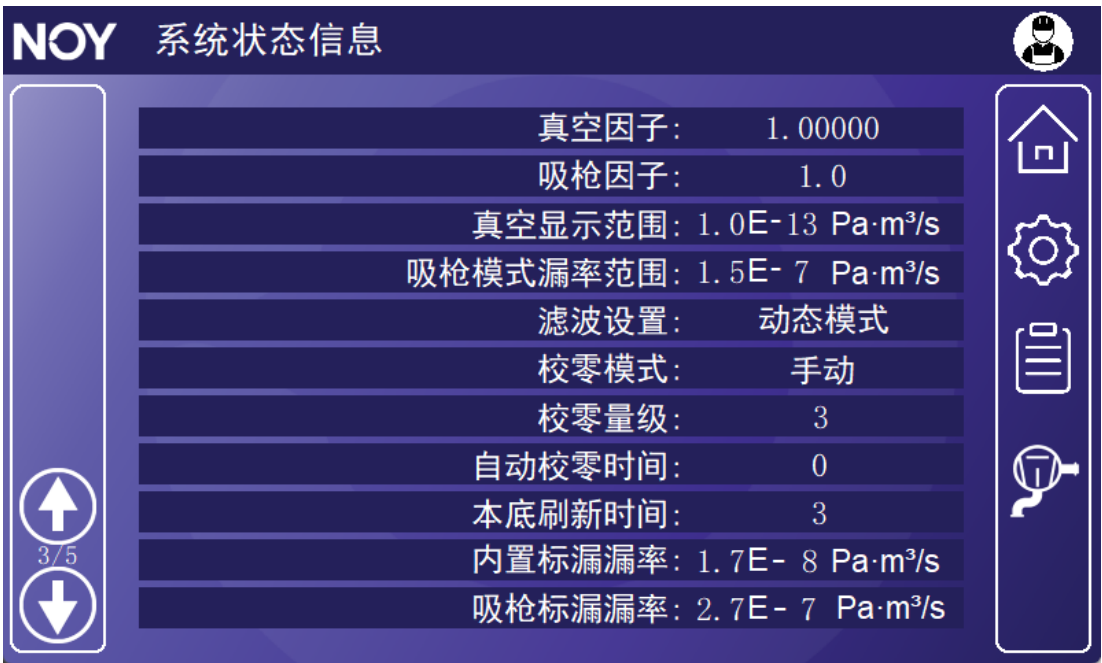 NOY 系统状态信息
真空因子: 1.00000
吸枪因子: 1.0
真空显示范围: 1.0E-13 Pa·m³/s
吸枪模式漏率范围: 1.5E- 7 Pa·m³/s
滤波设置: 动态模式
校零模式: 手动
校零量级: 3
自动校零时间: 0
本底刷新时间: 3
内置标漏漏率: 1.7E- 8 Pa·m³/s
吸枪标漏漏率: 2.7E- 7 Pa·m³/s
3/5